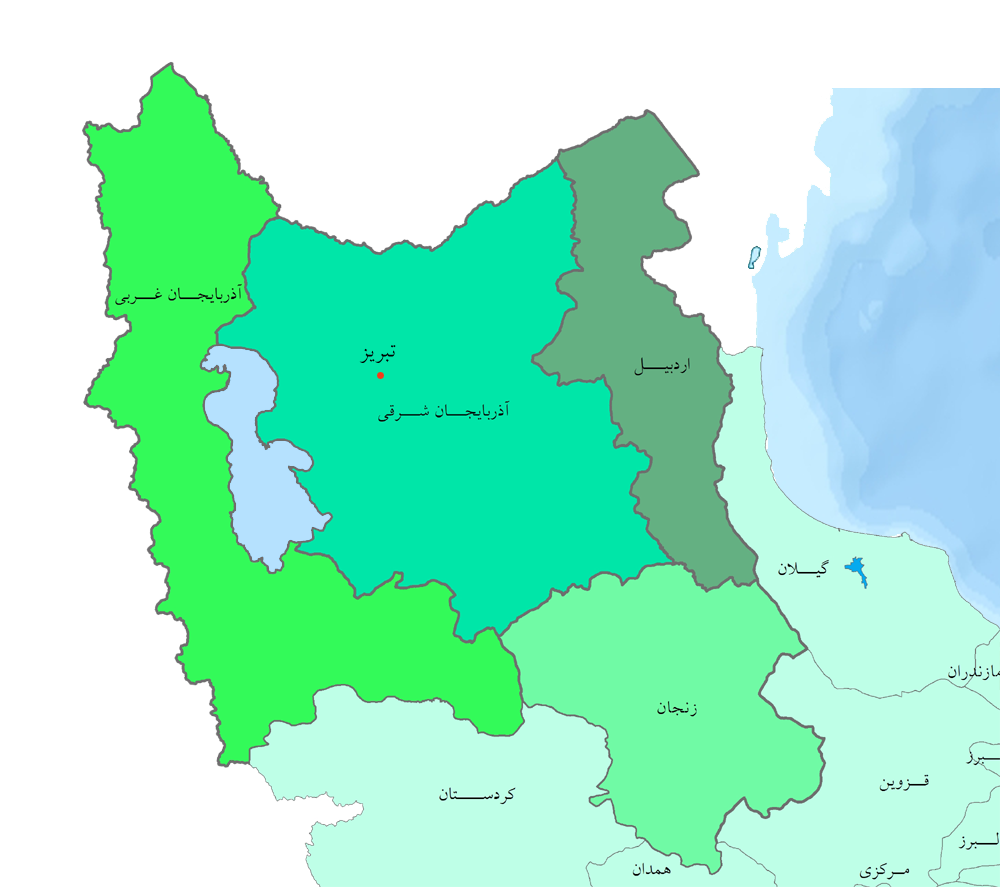 آذربایجان غربی
تبریز
اردبیل
آذربایجان شرقی
گیلان
مازندران
زنجان
قزوین
کردستان
همدان
مرکزی